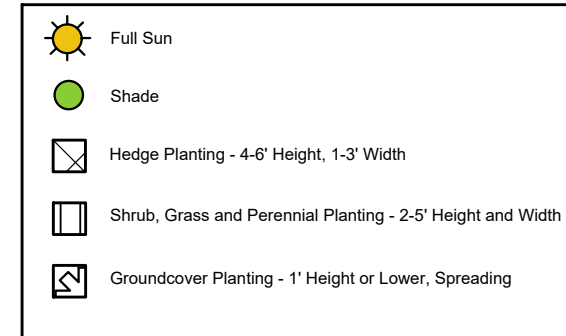 Full Sun
Shade
Hedge Planting - 4-6' Height, 1-3' Width
Shrub, Grass and Perennial Planting - 2-5' Height and Width
Groundcover Planting - 1' Height or Lower, Spreading